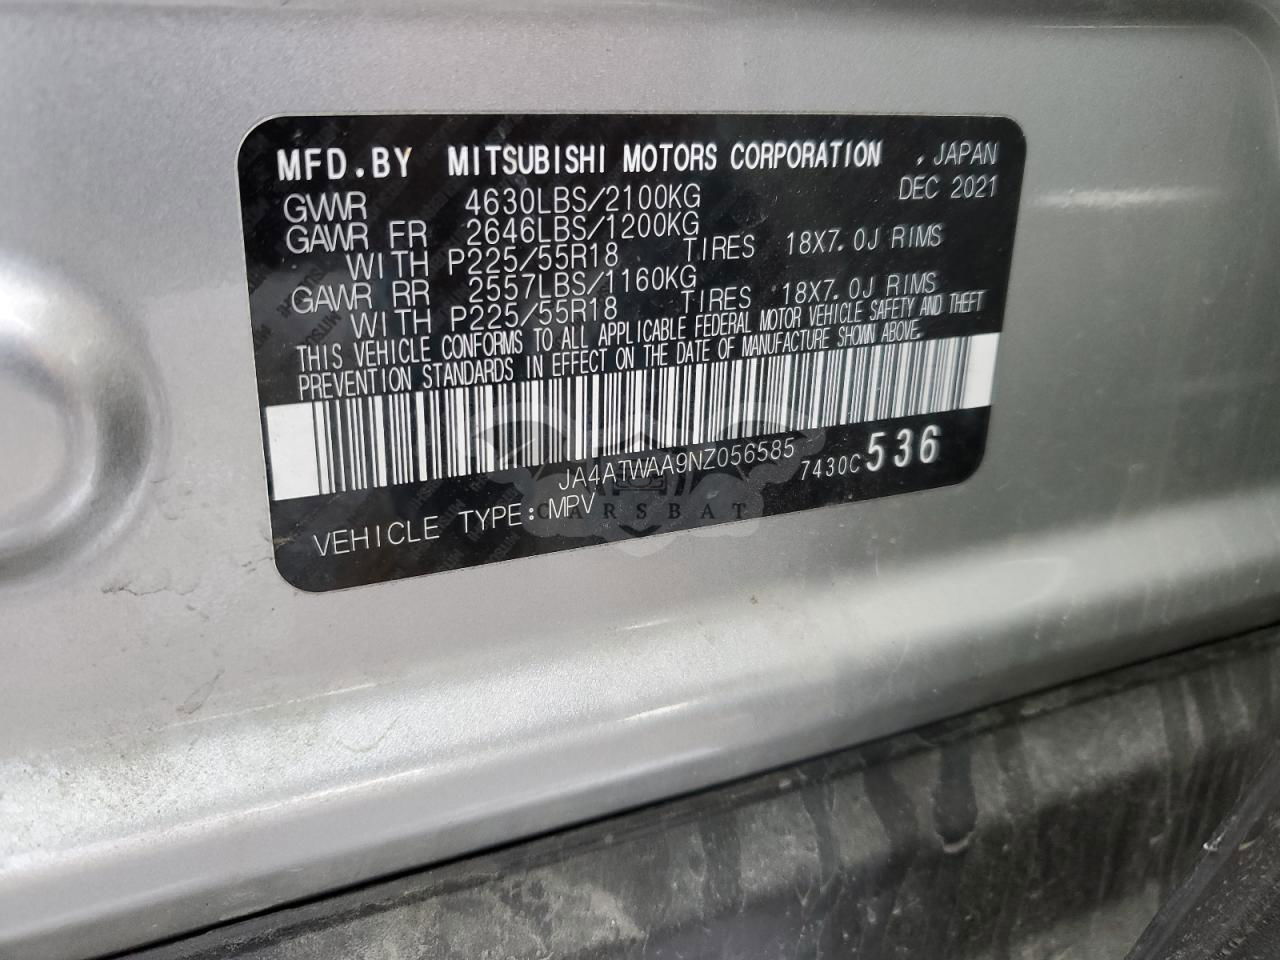 MFD.BY MITSUBISHI MOTORS CORPORATION , JAPAN
DEC 2021
GVWR 4630LBS/2100KG
GAWR FR 2646LBS/1200KG
WITH P225/55R18 TIRES 18X7.0J RIMS
GAWR RR 2557LBS/1160KG
WITH P225/55R18 TIRES 18X7.0J RIMS
THIS VEHICLE CONFORMS TO ALL APPLICABLE FEDERAL MOTOR VEHICLE SAFETY AND THEFT
PREVENTION STANDARDS IN EFFECT ON THE DATE OF MANUFACTURE SHOWN ABOVE.
JA4ATWAA9NZ056585 7430C 536
VEHICLE TYPE:MPV
CARSBAT